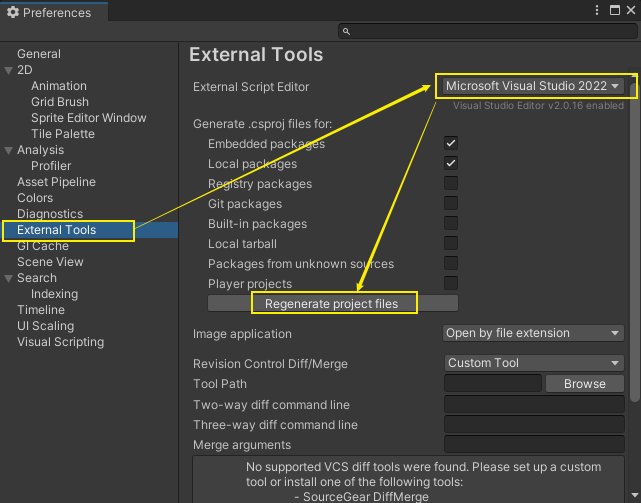 Preferences
General
2D
Animation
Grid Brush
Sprite Editor Window
Tile Palette
Analysis
Profiler
Asset Pipeline
Colors
Diagnostics
External Tools
GI Cache
Scene View
Search
Indexing
Timeline
UI Scaling
Visual Scripting
External Tools
External Script Editor
Microsoft Visual Studio 2022
Visual Studio Editor v2.0.16 enabled
Generate .csproj files for:
Embedded packages
Local packages
Registry packages
Git packages
Built-in packages
Local tarball
Packages from unknown sources
Player projects
Regenerate project files
Image application
Open by file extension
Revision Control Diff/Merge
Custom Tool
Tool Path
Browse
Two-way diff command line
Three-way diff command line
Merge arguments
No supported VCS diff tools were found. Please set up a custom
tool or install one of the following tools:
- SourceGear DiffMerge